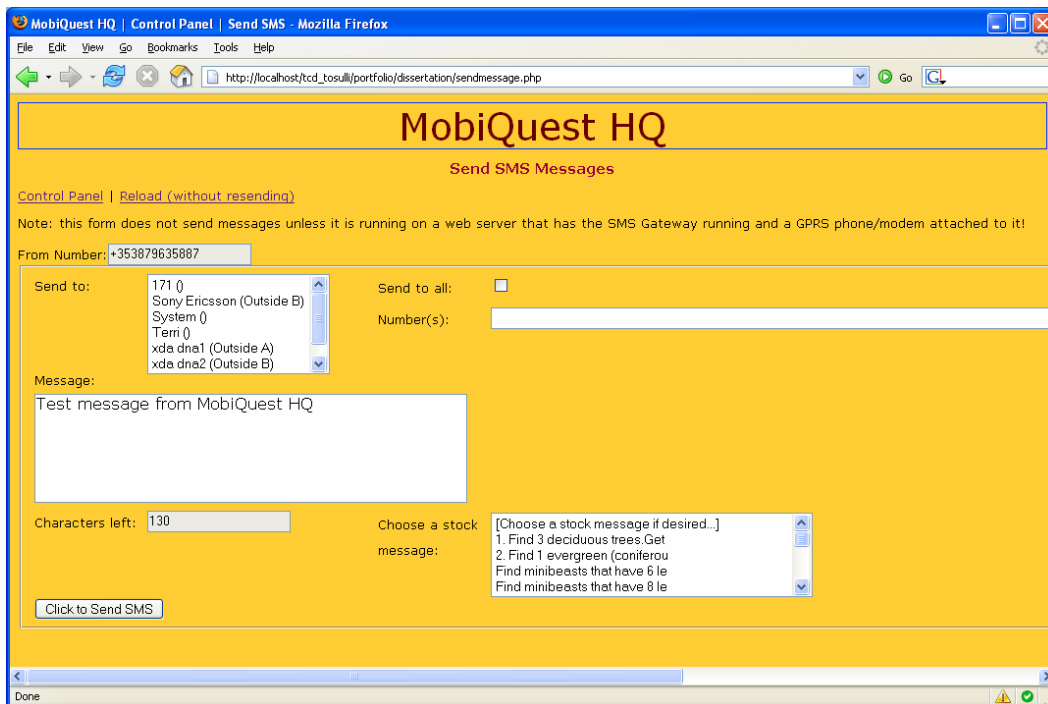 MobiQuest HQ | Control Panel | Send SMS - Mozilla Firefox
File Edit View Go Bookmarks Tools Help
http://localhost/tcd_tosulli/portfolio/dissertation/sendmessage.php
Go
G
MobiQuest HQ
Send SMS Messages
Control Panel | Reload (without resending)
Note: this form does not send messages unless it is running on a web server that has the SMS Gateway running and a GPRS phone/modem attached to it!
From Number: +353879635887
Send to:
171 ()
Sony Ericsson (Outside B)
System ()
Terri ()
xda dna1 (Outside A)
xda dna2 (Outside B)
Send to all:
Number(s):
Message:
Test message from MobiQuest HQ
Characters left: 130
Choose a stock message:
[Choose a stock message if desired...]
1. Find 3 deciduous trees.Get
2. Find 1 evergreen (coniferou
Find minibeasts that have 6 le
Find minibeasts that have 8 le
Click to Send SMS
Done